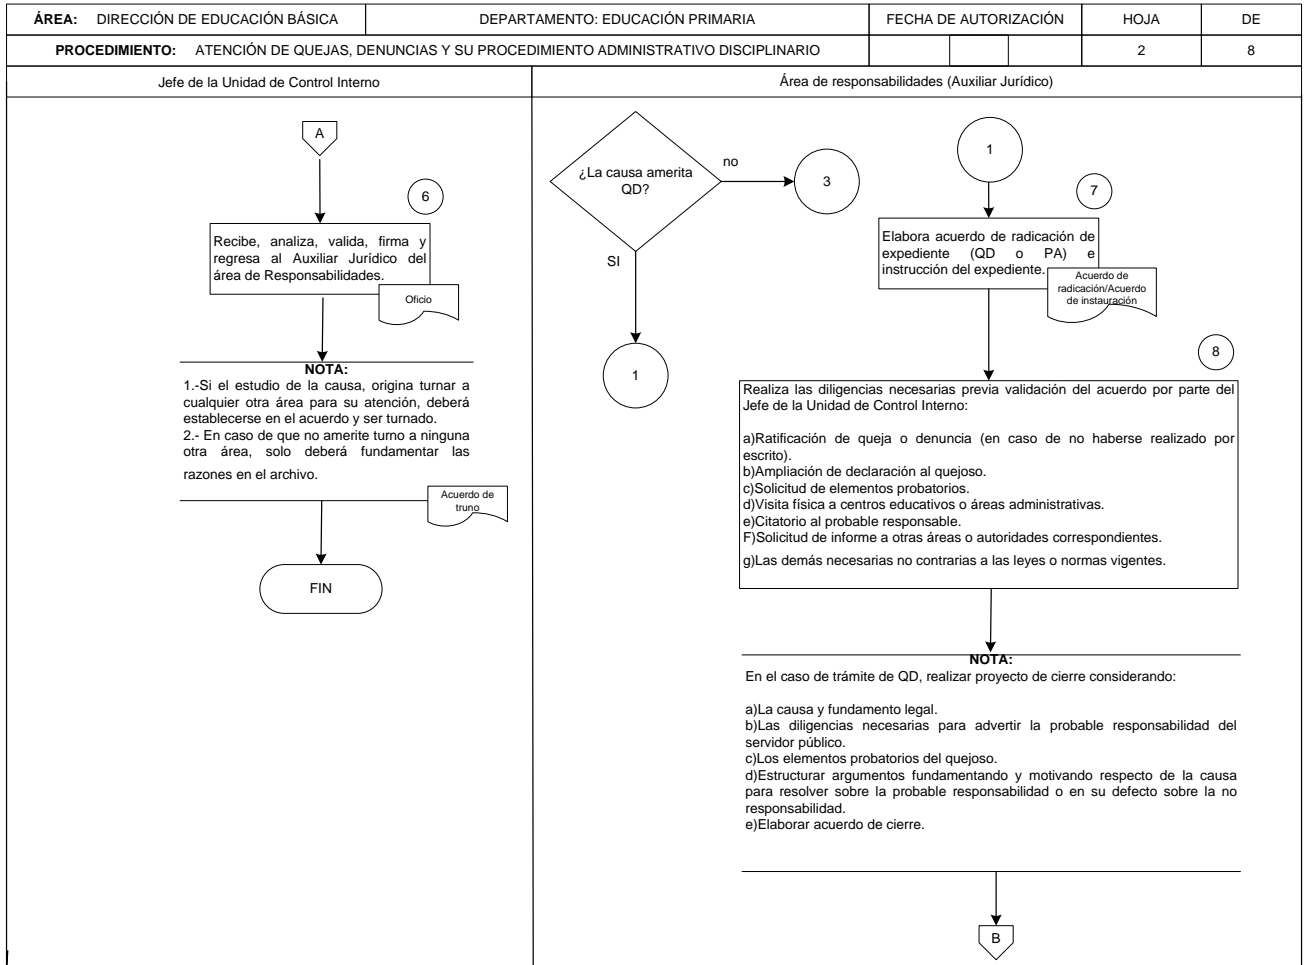 ÁREA: DIRECCIÓN DE EDUCACIÓN BÁSICA
DEPARTAMENTO: EDUCACIÓN PRIMARIA
FECHA DE AUTORIZACIÓN
HOJA
DE
PROCEDIMIENTO: ATENCIÓN DE QUEJAS, DENUNCIAS Y SU PROCEDIMIENTO ADMINISTRATIVO DISCIPLINARIO
2
8
Jefe de la Unidad de Control Interno
Área de responsabilidades (Auxiliar Jurídico)
A
6
Recibe, analiza, valida, firma y
regresa al Auxiliar Jurídico del
área de Responsabilidades.
Oficio
NOTA:
1.-Si el estudio de la causa, origina turnar a
cualquier otra área para su atención, deberá
establecerse en el acuerdo y ser turnado.
2.- En caso de que no amerite turno a ninguna
otra área, solo deberá fundamentar las
razones en el archivo.
Acuerdo de
truno
FIN
¿La causa amerita
QD?
no
3
SI
1
1
7
Elabora acuerdo de radicación de
expediente (QD o PA) e
instrucción del expediente.
Acuerdo de
radicación/Acuerdo
de instauración
8
Realiza las diligencias necesarias previa validación del acuerdo por parte del
Jefe de la Unidad de Control Interno:
a)Ratificación de queja o denuncia (en caso de no haberse realizado por
escrito).
b)Ampliación de declaración al quejoso.
c)Solicitud de elementos probatorios.
d)Visita física a centros educativos o áreas administrativas.
e)Citatorio al probable responsable.
F)Solicitud de informe a otras áreas o autoridades correspondientes.
g)Las demás necesarias no contrarias a las leyes o normas vigentes.
NOTA:
En el caso de trámite de QD, realizar proyecto de cierre considerando:
a)La causa y fundamento legal.
b)Las diligencias necesarias para advertir la probable responsabilidad del
servidor público.
c)Los elementos probatorios del quejoso.
d)Estructurar argumentos fundamentando y motivando respecto de la causa
para resolver sobre la probable responsabilidad o en su defecto sobre la no
responsabilidad.
e)Elaborar acuerdo de cierre.
B